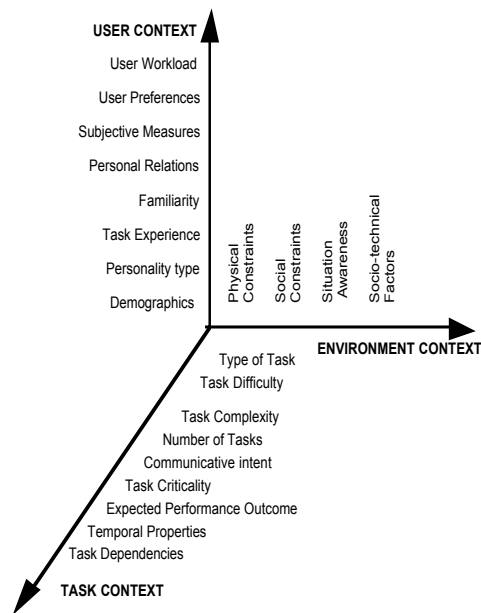 USER CONTEXT
User Workload
User Preferences
Subjective Measures
Personal Relations
Familiarity
Task Experience
Personality type
Demographics
Physical
Constraints
Social
Constraints
Situation
Awareness
Socio-technical
Factors
ENVIRONMENT CONTEXT
Type of Task
Task Difficulty
Task Complexity
Number of Tasks
Communicative intent
Task Criticality
Expected Performance Outcome
Temporal Properties
Task Dependencies
TASK CONTEXT